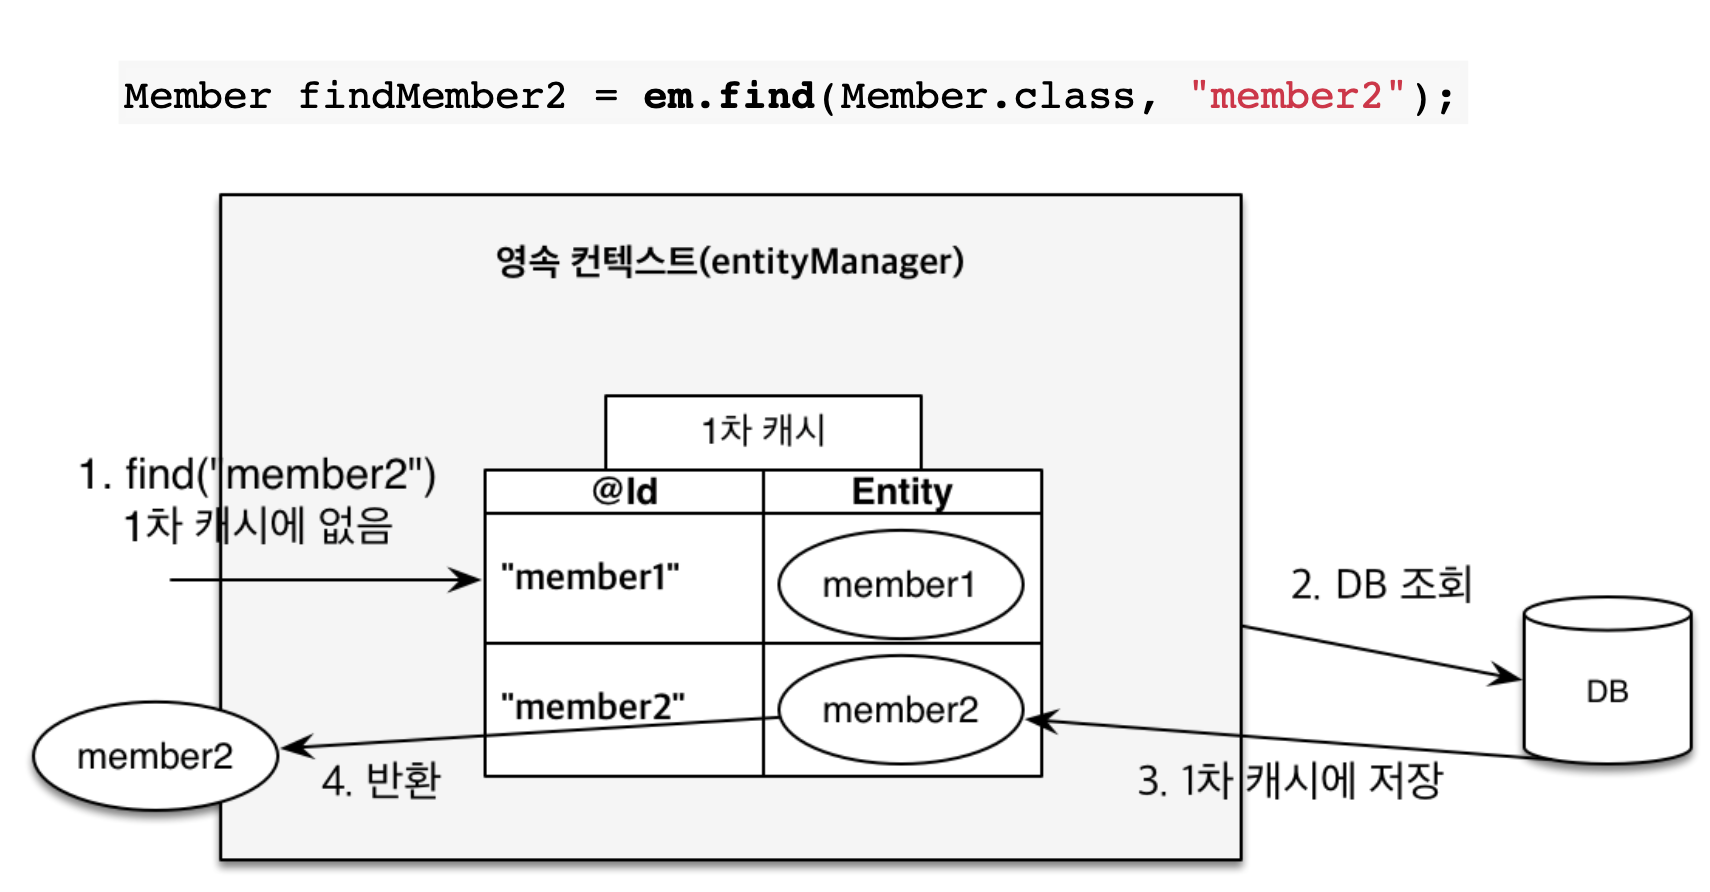 Member findMember2 = em.find(Member.class, "member2");
영속 컨텍스트(entityManager)
1차 캐시
1. find("member2")
1차 캐시에 없음
@Id
Entity
"member1"
member1
2. DB 조회
DB
"member2"
member2
member2
4. 반환
3. 1차 캐시에 저장